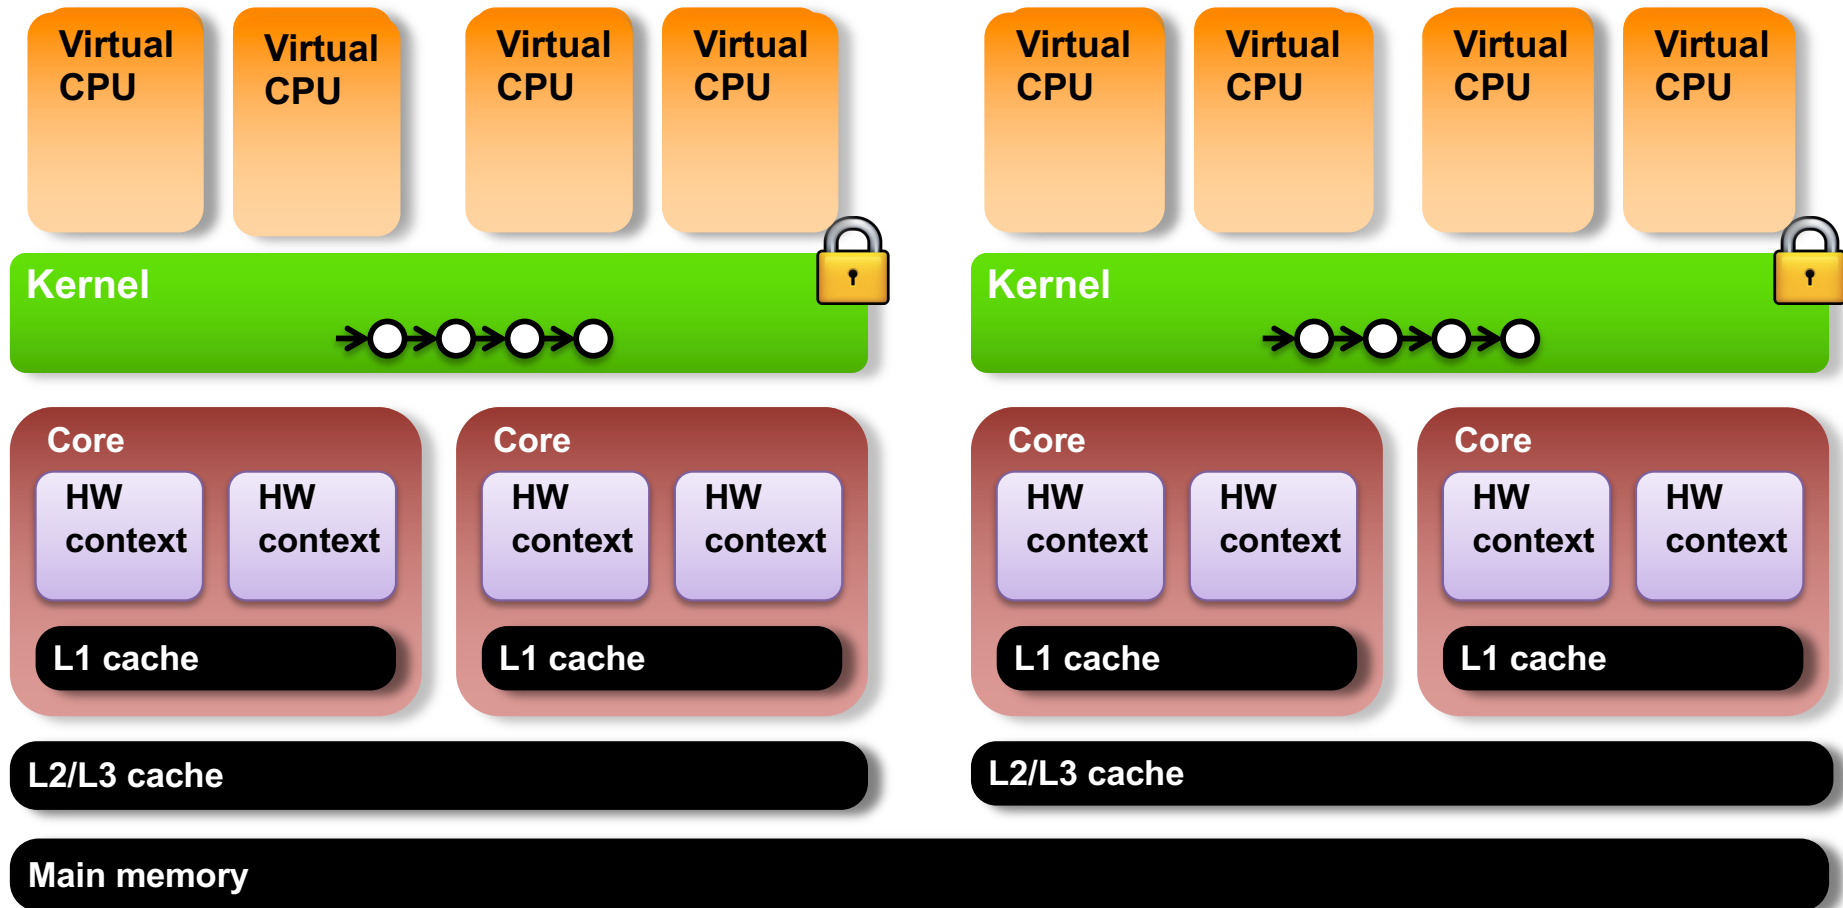 Virtual
CPU
Virtual
CPU
Virtual
CPU
Virtual
CPU
Virtual
CPU
Virtual
CPU
Virtual
CPU
Virtual
CPU
Kernel
Kernel
Core
HW
context
HW
context
L1 cache
Core
HW
context
HW
context
L1 cache
Core
HW
context
HW
context
L1 cache
Core
HW
context
HW
context
L1 cache
L2/L3 cache
L2/L3 cache
Main memory